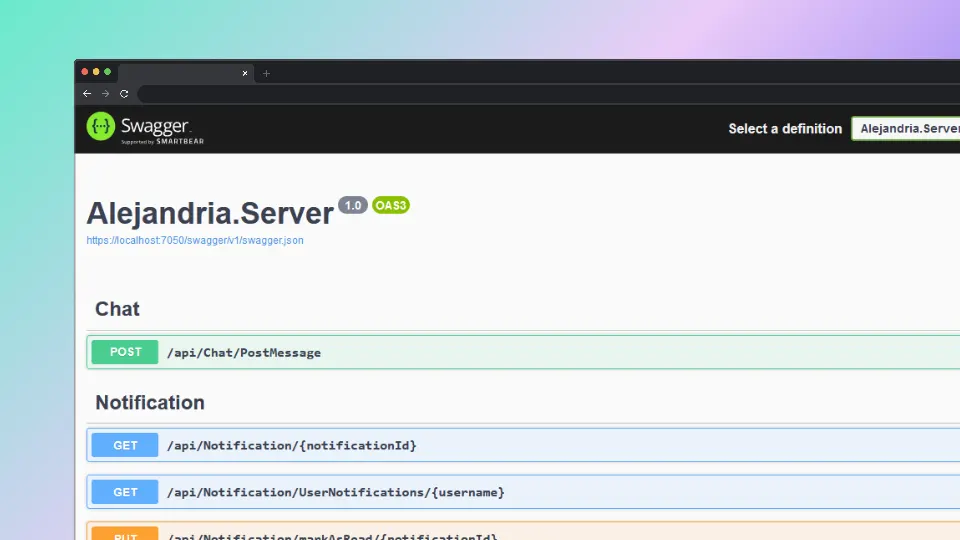 Swagger
Supported by SMARTBEAR
Select a definition
Alejandria.Server
Alejandria.Server 1.0 OAS3
https://localhost:7050/swagger/v1/swagger.json
Chat
POST /api/Chat/PostMessage
Notification
GET /api/Notification/{notificationId}
GET /api/Notification/UserNotifications/{username}
PUT /api/Notification/markAsRead/{notificationId}